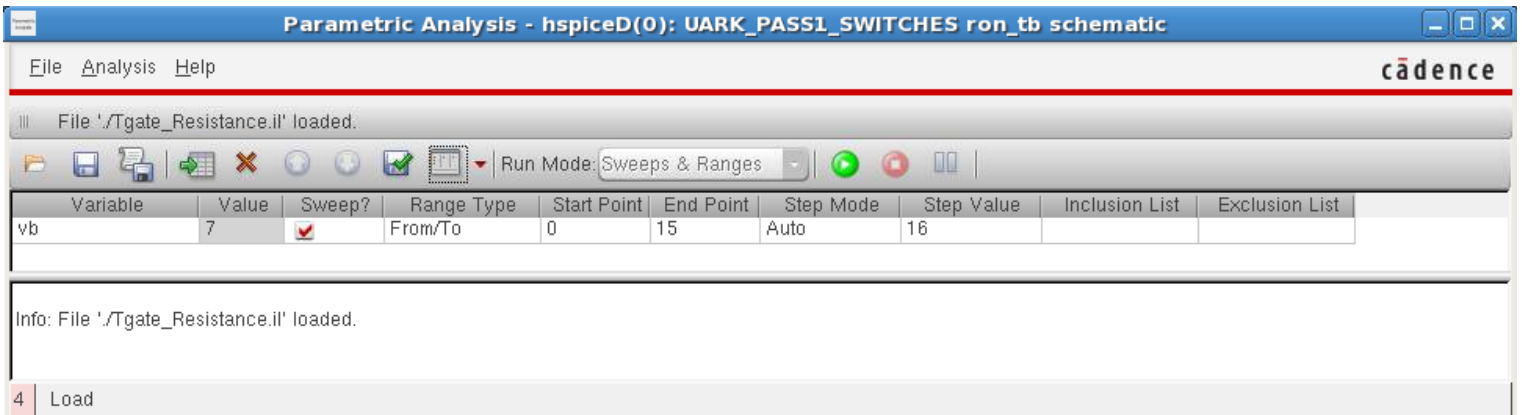 Parametric Analysis - hspiceD(0): UARK_PASS1_SWITCHES ron_tb schematic
File Analysis Help cādence
File './Tgate_Resistance.il' loaded.
Run Mode: Sweeps & Ranges
Variable Value Sweep? Range Type Start Point End Point Step Mode Step Value Inclusion List Exclusion List
vb 7 From/To 0 15 Auto 16
Info: File './Tgate_Resistance.il' loaded.
4 Load